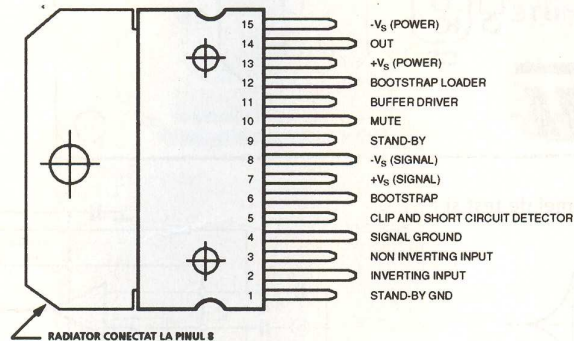 15 -Vs (POWER)
14 OUT
13 +Vs (POWER)
12 BOOTSTRAP LOADER
11 BUFFER DRIVER
10 MUTE
9 STAND-BY
8 -Vs (SIGNAL)
7 +Vs (SIGNAL)
6 BOOTSTRAP
5 CLIP AND SHORT CIRCUIT DETECTOR
4 SIGNAL GROUND
3 NON INVERTING INPUT
2 INVERTING INPUT
1 STAND-BY GND
RADIATOR CONECTAT LA PINUL 8